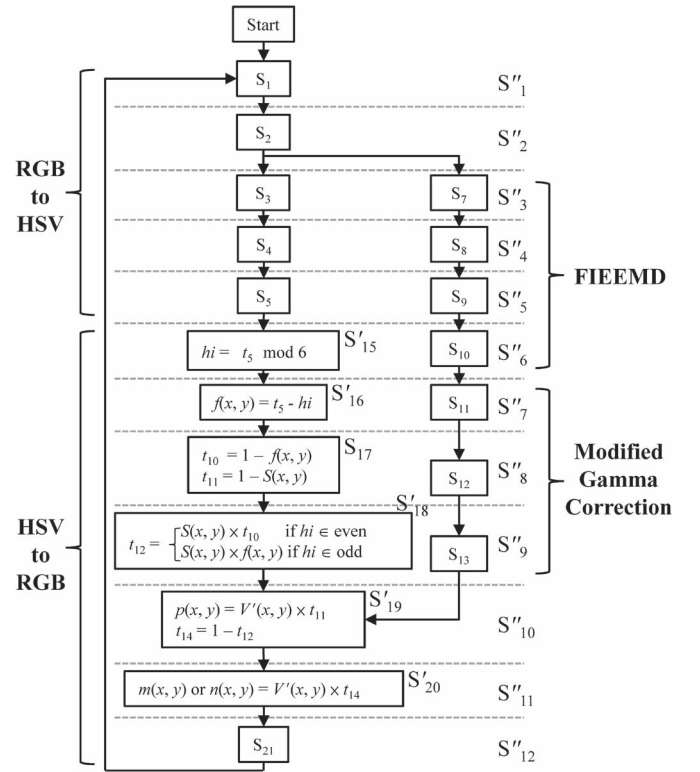 Start
S1
S″1
S2
S″2
RGB
to
HSV
S3
S7
S″3
S4
S8
S″4
FIEEMD
S5
S9
S″5
hi = t5 mod 6
S′15
S10
S″6
f(x, y) = t5 - hi
S′16
S11
S″7
t10 = 1 – f(x, y)
t11 = 1 – S(x, y)
S17
S12
S″8
Modified
Gamma
Correction
HSV
to
RGB
S′18
t12 = { S(x, y) × t10 if hi ∈ even
S(x, y) × f(x, y) if hi ∈ odd
S13
S″9
p(x, y) = V′(x, y) × t11
t14 = 1 – t12
S′19
S″10
m(x, y) or n(x, y) = V′(x, y) × t14
S′20
S″11
S21
S″12